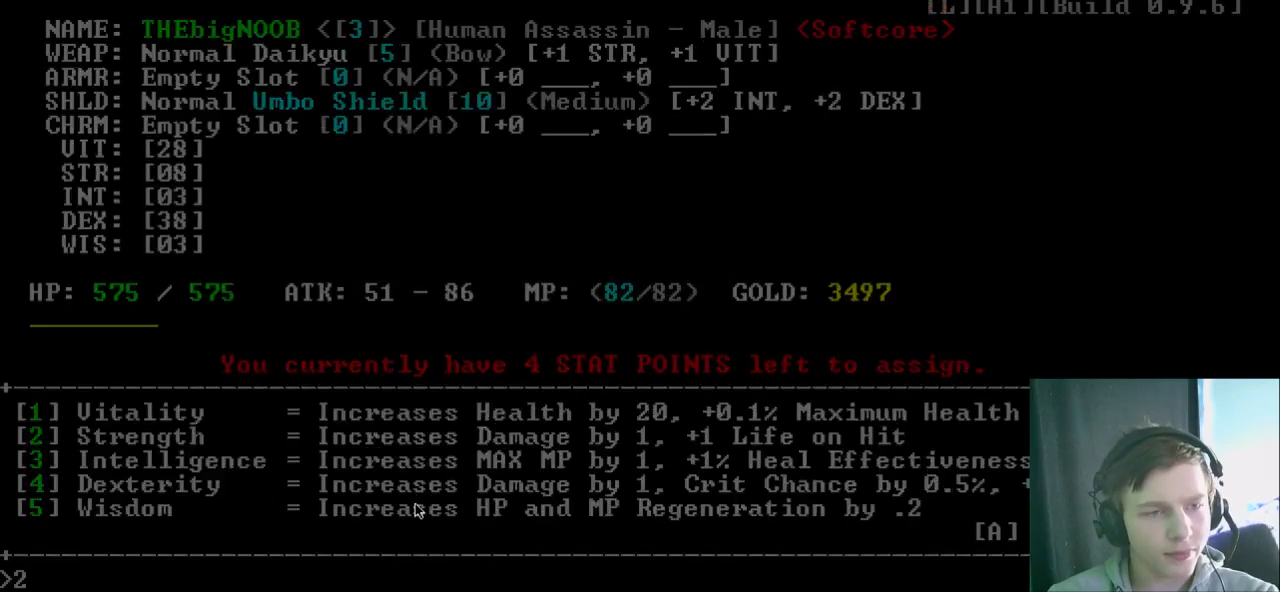 [L][A1][Build 0.9.6]
NAME: THEbigNOOB <[3]> [Human Assassin - Male] <Softcore>
WEAP: Normal Daikyu [5] <Bow> [+1 STR, +1 VIT]
ARMR: Empty Slot [0] <N/A> [+0 ___, +0 ___]
SHLD: Normal Umbo Shield [10] <Medium> [+2 INT, +2 DEX]
CHRM: Empty Slot [0] <N/A> [+0 ___, +0 ___]
VIT: [28]
STR: [08]
INT: [03]
DEX: [38]
WIS: [03]
HP: 575 / 575 ATK: 51 - 86 MP: <82/82> GOLD: 3497
You currently have 4 STAT POINTS left to assign.
[1] Vitality = Increases Health by 20, +0.1% Maximum Health
[2] Strength = Increases Damage by 1, +1 Life on Hit
[3] Intelligence = Increases MAX MP by 1, +1% Heal Effectiveness
[4] Dexterity = Increases Damage by 1, Crit Chance by 0.5%, +
[5] Wisdom = Increases HP and MP Regeneration by .2
[A]
>2